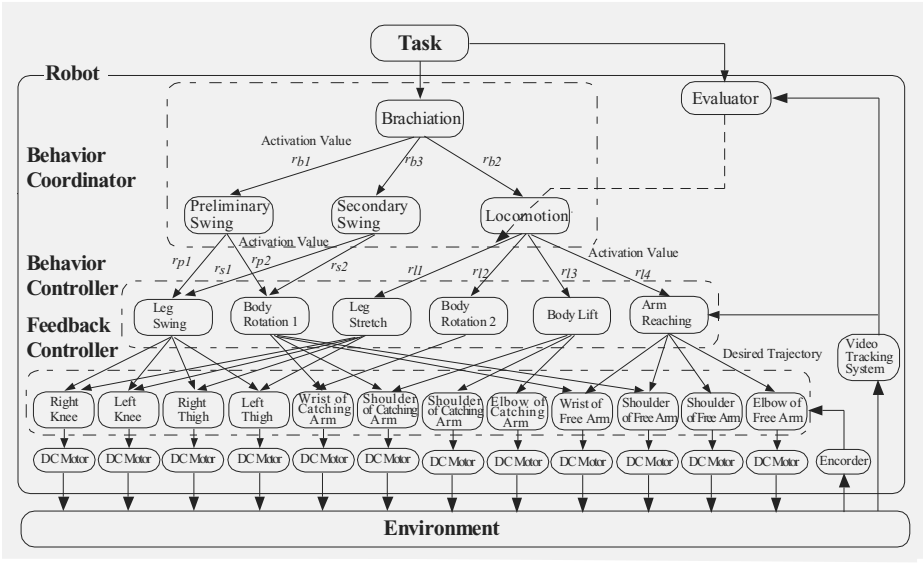 Task
Robot
Evaluator
Brachiation
Activation Value
rb1
rb3
rb2
Behavior
Coordinator
Preliminary
Swing
Secondary
Swing
Locomotion
Activation Value
Activation Value
rp1
rs1
rp2
rs2
rl1
rl2
rl3
rl4
Behavior
Controller
Leg
Swing
Body
Rotation 1
Leg
Stretch
Body
Rotation 2
Body Lift
Arm
Reaching
Feedback
Controller
Video
Tracking
System
Desired Trajectory
Right
Knee
Left
Knee
Right
Thigh
Left
Thigh
Wrist of
Catching
Arm
Shoulder
of Catching
Arm
Shoulder
of Catching
Arm
Elbow of
Catching
Arm
Wrist of
Free Arm
Shoulder
of Free Arm
Shoulder
of Free Arm
Elbow of
Free Arm
DC Motor
DC Motor
DC Motor
DC Motor
DC Motor
DC Motor
DC Motor
DC Motor
DC Motor
DC Motor
DC Motor
DC Motor
Encorder
Environment